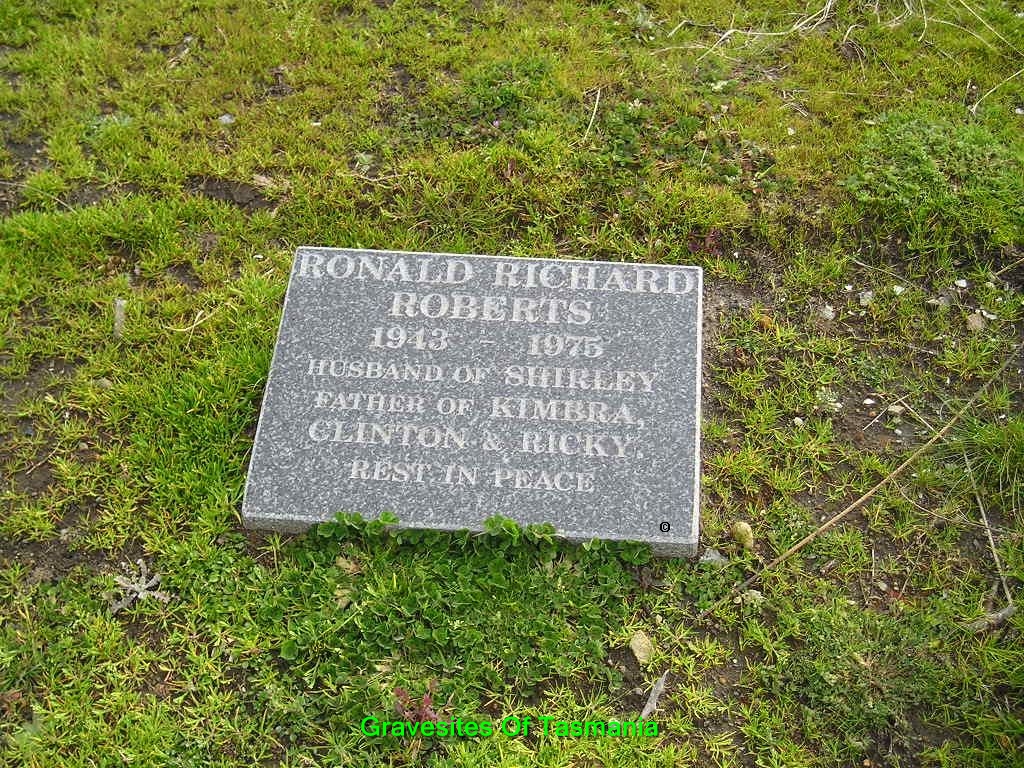 RONALD RICHARD
ROBERTS
1943 - 1975
HUSBAND OF SHIRLEY
FATHER OF KIMBRA,
CLINTON & RICKY.
REST IN PEACE
©
Gravesites Of Tasmania